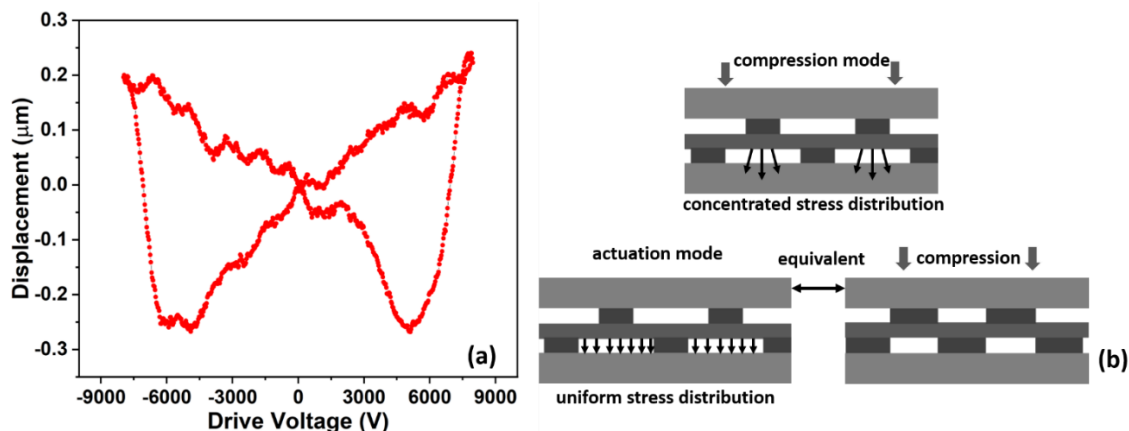 0.3
0.2
0.1
0.0
-0.1
-0.2
-0.3
Displacement (μm)
-9000 -6000 -3000 0 3000 6000 9000
Drive Voltage (V)
(a)
compression mode
concentrated stress distribution
actuation mode
equivalent
compression
uniform stress distribution
(b)